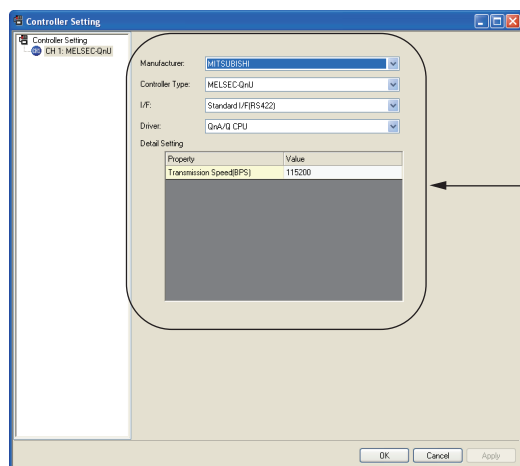 Controller Setting
Controller Setting
CH 1: MELSEC-QnU
Manufacturer: MITSUBISHI
Controller Type: MELSEC-QnU
I/F: Standard I/F(RS422)
Driver: QnA/Q CPU
Detail Setting
Property Value
Transmission Speed(BPS) 115200
OK Cancel Apply